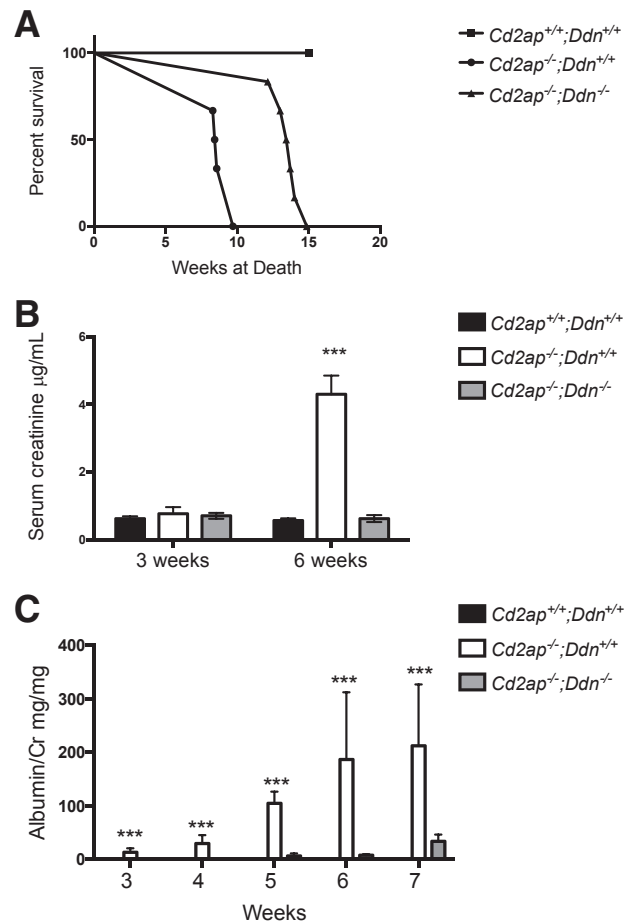 A
Percent survival
100
50
0
0 5 10 15 20
Weeks at Death
Cd2ap+/+;Ddn+/+
Cd2ap-/-;Ddn+/+
Cd2ap-/-;Ddn-/-
B
Serum creatinine µg/mL
6
4
2
0
***
3 weeks 6 weeks
Cd2ap+/+;Ddn+/+
Cd2ap-/-;Ddn+/+
Cd2ap-/-;Ddn-/-
C
Albumin/Cr mg/mg
400
300
200
100
0
*** *** *** *** ***
3 4 5 6 7
Weeks
Cd2ap+/+;Ddn+/+
Cd2ap-/-;Ddn+/+
Cd2ap-/-;Ddn-/-